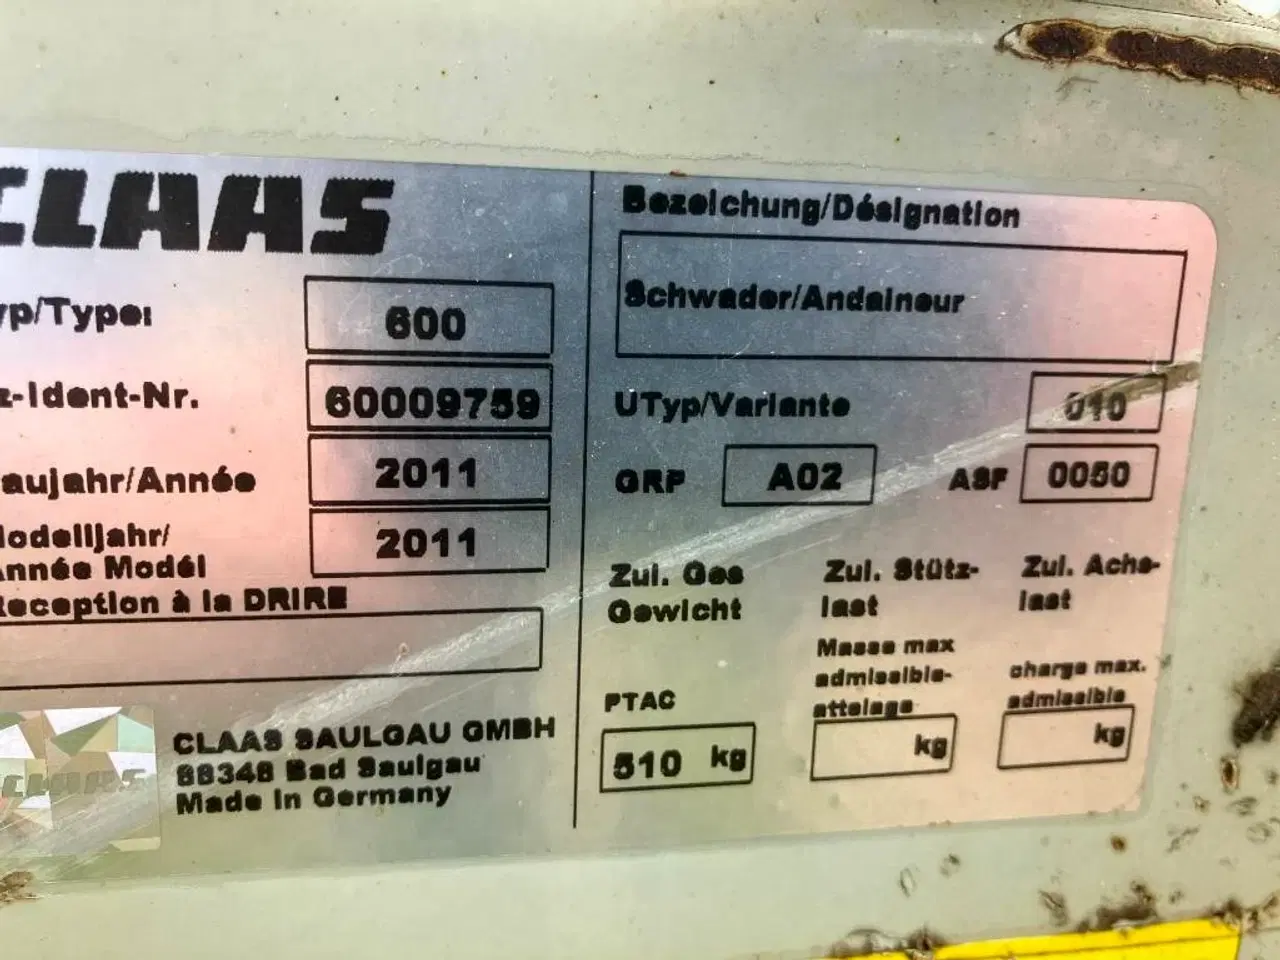 CLAAS
yp/Type:
600
z-Ident-Nr.
60009759
aujahr/Année
2011
Modelljahr/
Année Modél
2011
Reception à la DRIRE
CLAAS
CLAAS SAULGAU GMBH
88348 Bad Saulgau
Made in Germany
Bezeichung/Désignation
Schwader/Andaineur
UTyp/Variante
010
GRP A02 ASF 0050
Zul. Ges
Gewicht
PTAC
510 kg
Zul. Stütz-
last
Masse max
admissible-
attelage
kg
Zul. Achs-
last
charge max.
admissible
kg